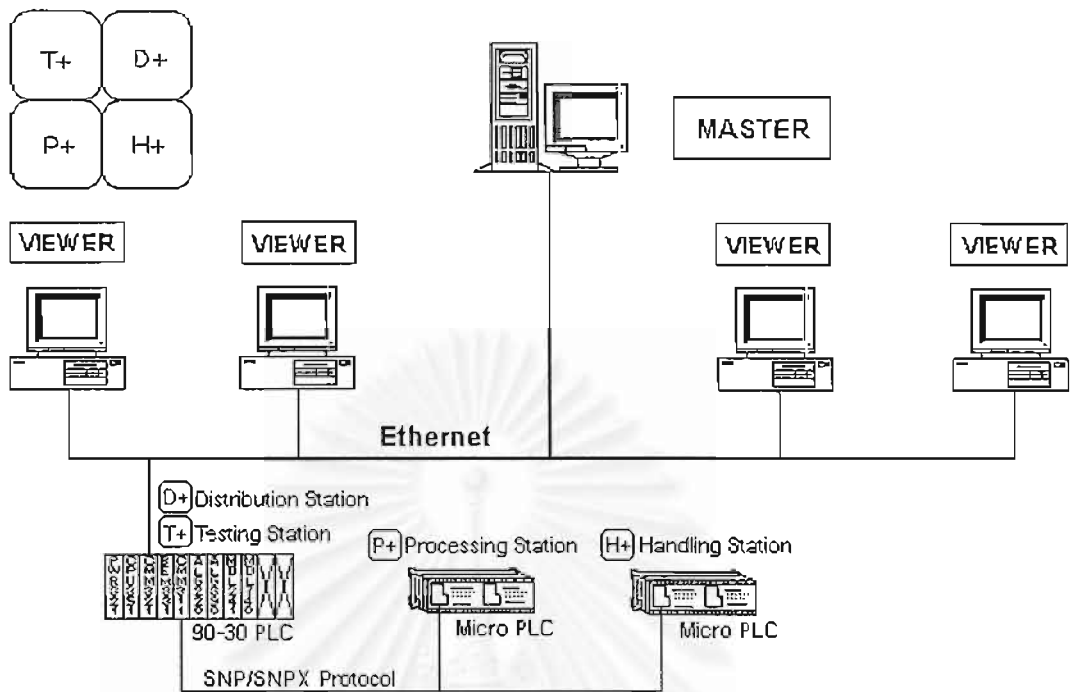 T+ D+
P+ H+
MASTER
VIEWER VIEWER VIEWER VIEWER
Ethernet
D+ Distribution Station
T+ Testing Station
P+ Processing Station
H+ Handling Station
90-30 PLC
Micro PLC
Micro PLC
SNP/SNPX Protocol